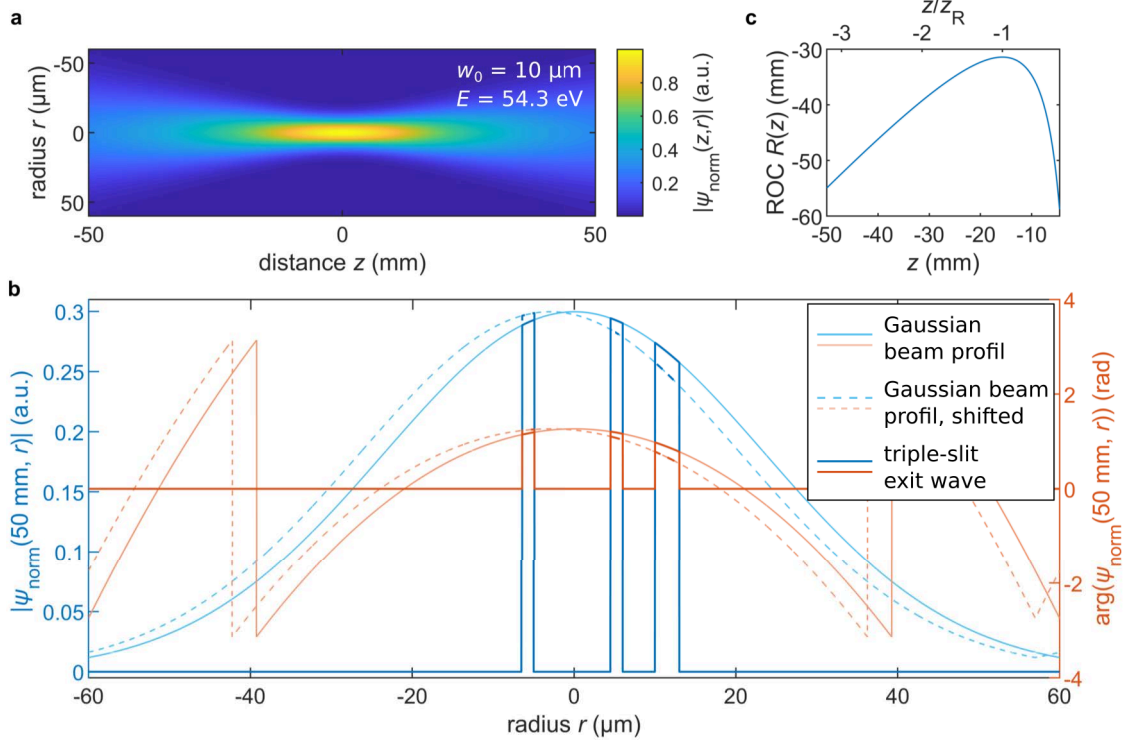 a
-50
0
50
radius r (μm)
w0 = 10 μm
E = 54.3 eV
-50
0
50
distance z (mm)
0.8
0.6
0.4
0.2
|ψnorm(z,r)| (a.u.)
c
z/zR
-3
-2
-1
-30
-40
-50
-60
ROC R(z) (mm)
-50
-40
-30
-20
-10
z (mm)
b
0.3
0.25
0.2
0.15
0.1
0.05
0
|ψnorm(50 mm, r)| (a.u.)
Gaussian
beam profil
Gaussian beam
profil, shifted
triple-slit
exit wave
4
2
0
-2
-4
arg(ψnorm(50 mm, r)) (rad)
-60
-40
-20
0
20
40
60
radius r (μm)